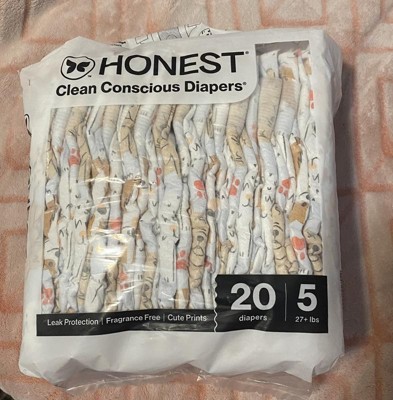 HONEST®
Clean Conscious Diapers®
20
diapers
5
27+ lbs
Leak Protection | Fragrance Free | Cute Prints